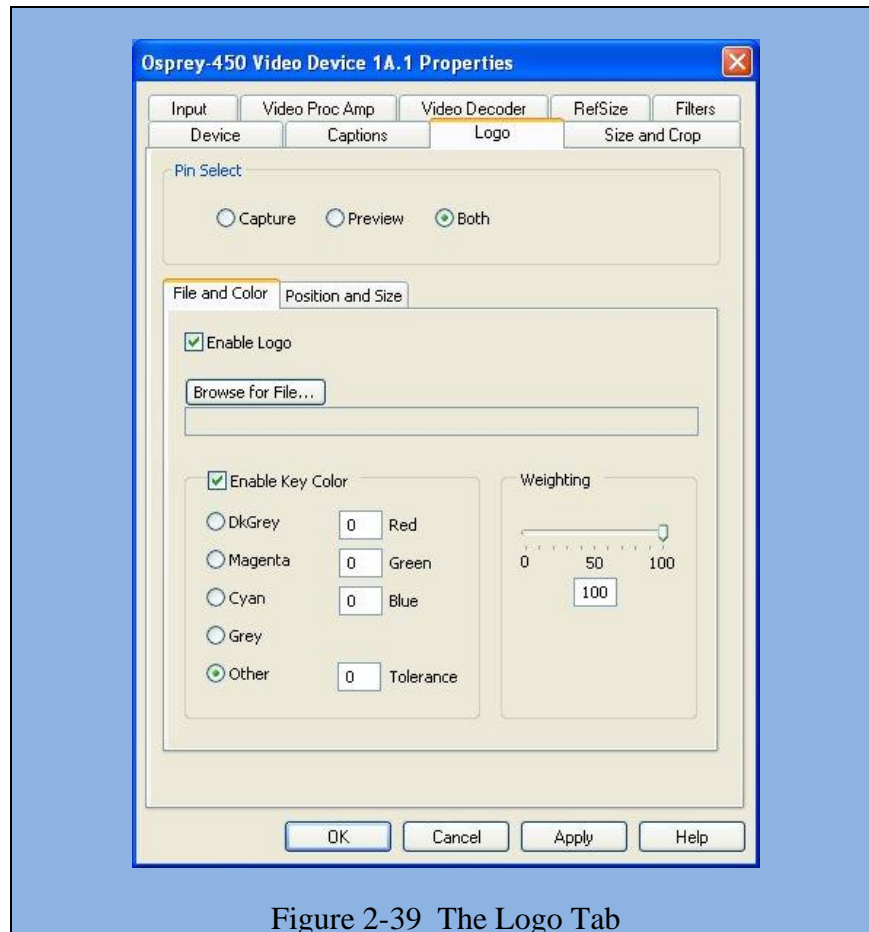 Osprey-450 Video Device 1A.1 Properties
Input Video Proc Amp Video Decoder RefSize Filters
Device Captions Logo Size and Crop
Pin Select
Capture Preview Both
File and Color Position and Size
Enable Logo
Browse for File...
Enable Key Color
DkGrey 0 Red
Magenta 0 Green
Cyan 0 Blue
Grey
Other 0 Tolerance
Weighting
0 50 100
100
OK Cancel Apply Help
Figure 2-39 The Logo Tab